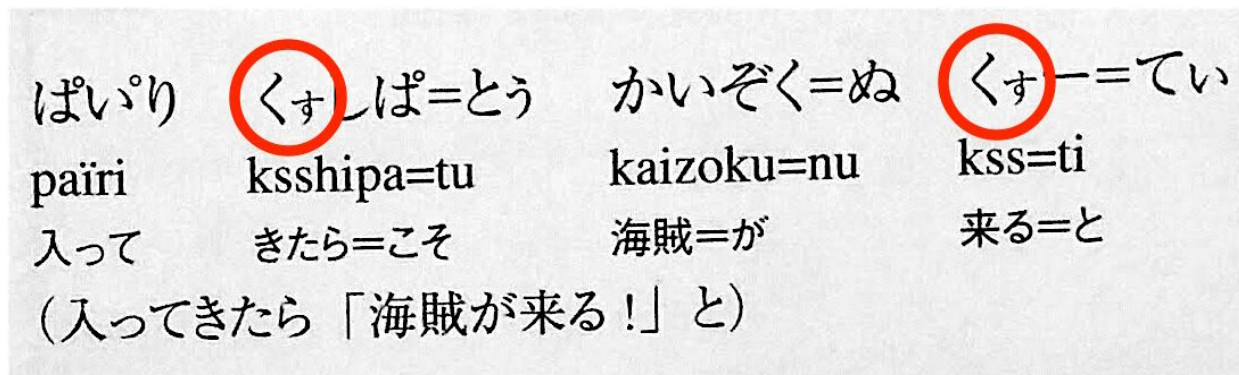 ぱい゜り くすしぱ=とぅ かいぞく=ぬ くすー=てぃ
païri ksshipa=tu kaizoku=nu kss=ti
入って きたら=こそ 海賊=が 来る=と
（入ってきたら「海賊が来る！」と）